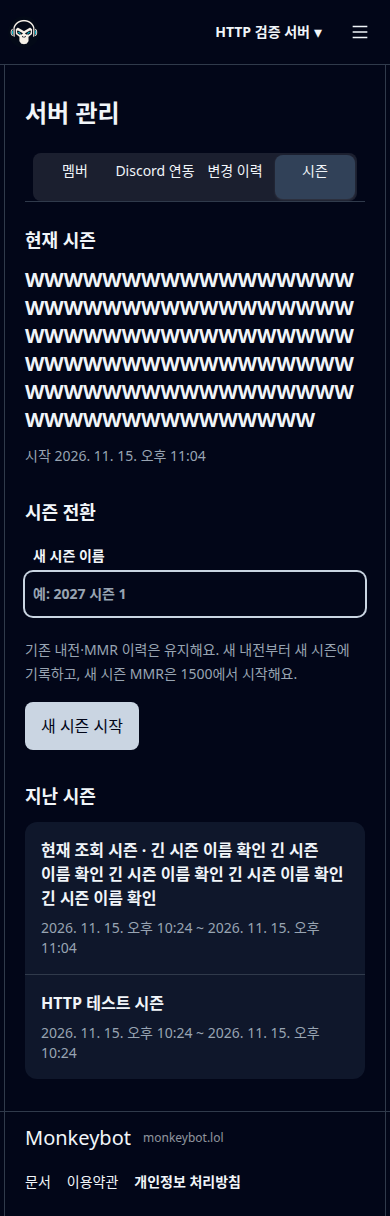 HTTP 검증 서버 ▾
서버 관리
멤버 Discord 연동 변경 이력 시즌
현재 시즌
WWWWWWWWWWWWWWWWW
WWWWWWWWWWWWWWWWW
WWWWWWWWWWWWWWWWW
WWWWWWWWWWWWWWWWW
WWWWWWWWWWWWWWWWW
WWWWWWWWWWWWWWW
시작 2026. 11. 15. 오후 11:04
시즌 전환
새 시즌 이름
예: 2027 시즌 1
기존 내전·MMR 이력은 유지해요. 새 내전부터 새 시즌에
기록하고, 새 시즌 MMR은 1500에서 시작해요.
새 시즌 시작
지난 시즌
현재 조회 시즌 · 긴 시즌 이름 확인 긴 시즌
이름 확인 긴 시즌 이름 확인 긴 시즌 이름 확인
긴 시즌 이름 확인
2026. 11. 15. 오후 10:24 ~ 2026. 11. 15. 오후
11:04
HTTP 테스트 시즌
2026. 11. 15. 오후 10:24 ~ 2026. 11. 15. 오후
10:24
Monkeybot monkeybot.lol
문서 이용약관 개인정보 처리방침